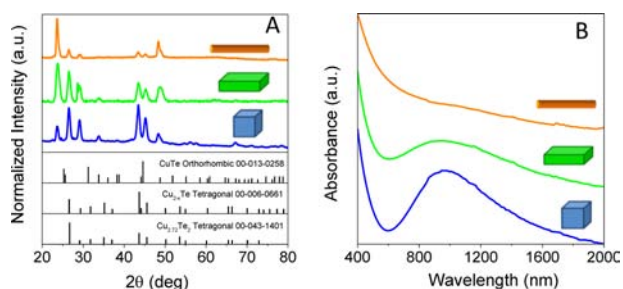 A
Normalized Intensity (a.u.)
CuTe Orthorhombic 00-013-0258
Cu2-xTe Tetragonal 00-006-0661
Cu3.72Te2 Tetragonal 00-043-1401
20 30 40 50 60 70 80
2θ (deg)
B
Absorbance (a.u.)
400 800 1200 1600 2000
Wavelength (nm)